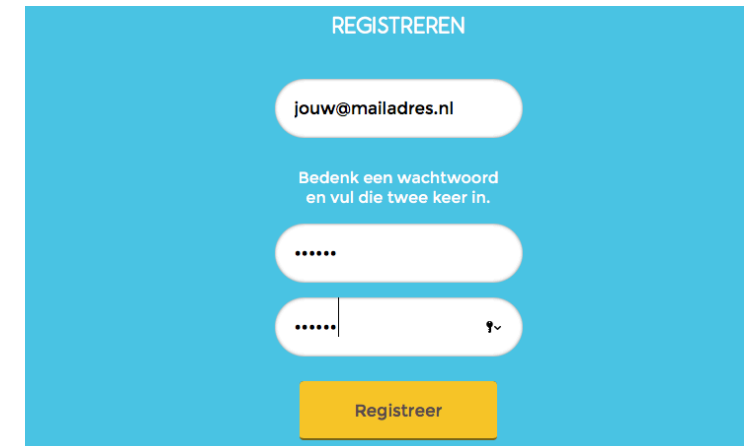 REGISTREREN
jouw@mailadres.nl
Bedenk een wachtwoord
en vul die twee keer in.
••••••
••••••
Registreer